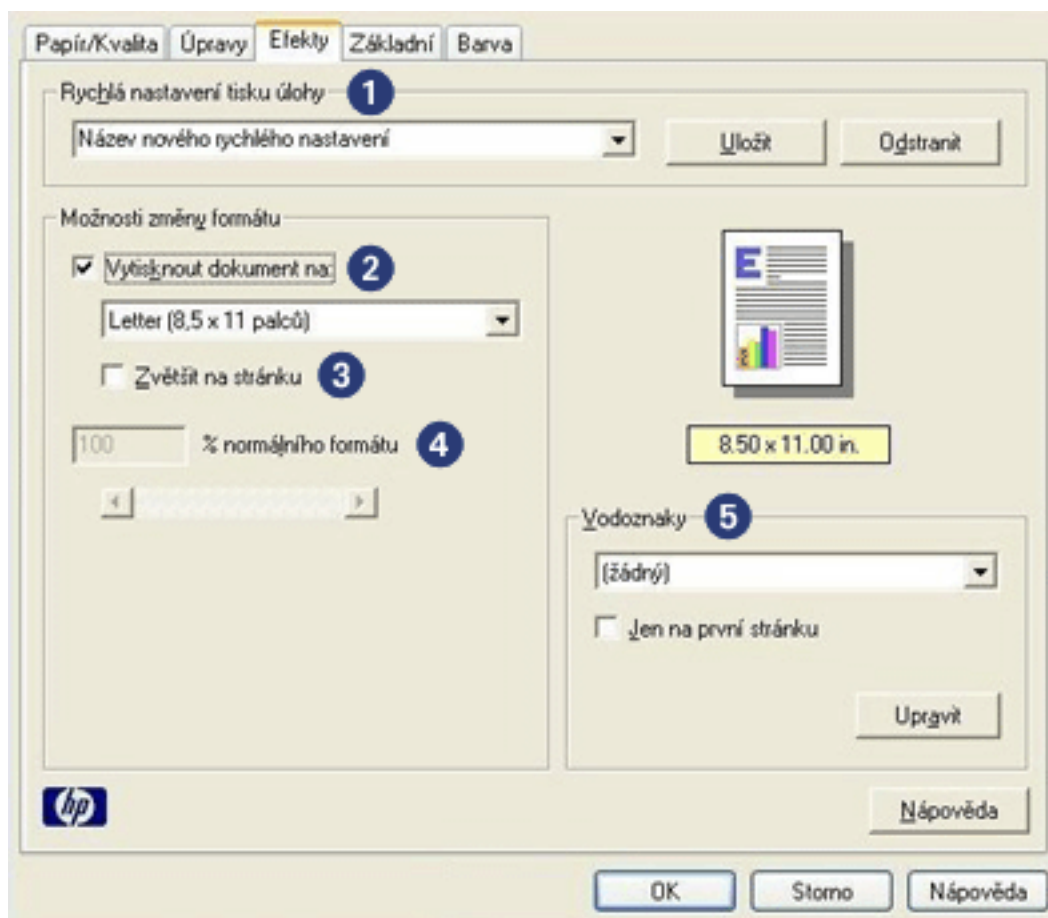 Papír/Kvalita Úpravy Efekty Základní Barva
Rychlá nastavení tisku úlohy 1
Název nového rychlého nastavení Uložit Odstranit
Možnosti změny formátu
Vytisknout dokument na: 2
Letter (8,5 x 11 palců)
Zvětšit na stránku 3
100 % normálního formátu 4
E
8.50 x 11.00 in.
Vodoznaky 5
(žádný)
Jen na první stránku
Upravit
hp
Nápověda
OK Storno Nápověda